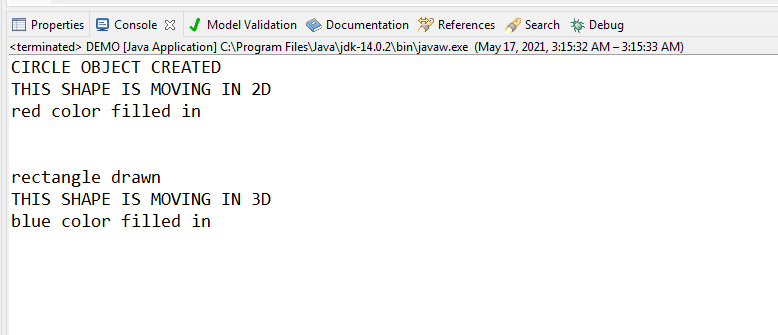 Properties Console Model Validation Documentation References Search Debug
<terminated> DEMO [Java Application] C:\Program Files\Java\jdk-14.0.2\bin\javaw.exe (May 17, 2021, 3:15:32 AM – 3:15:33 AM)
CIRCLE OBJECT CREATED
THIS SHAPE IS MOVING IN 2D
red color filled in
rectangle drawn
THIS SHAPE IS MOVING IN 3D
blue color filled in